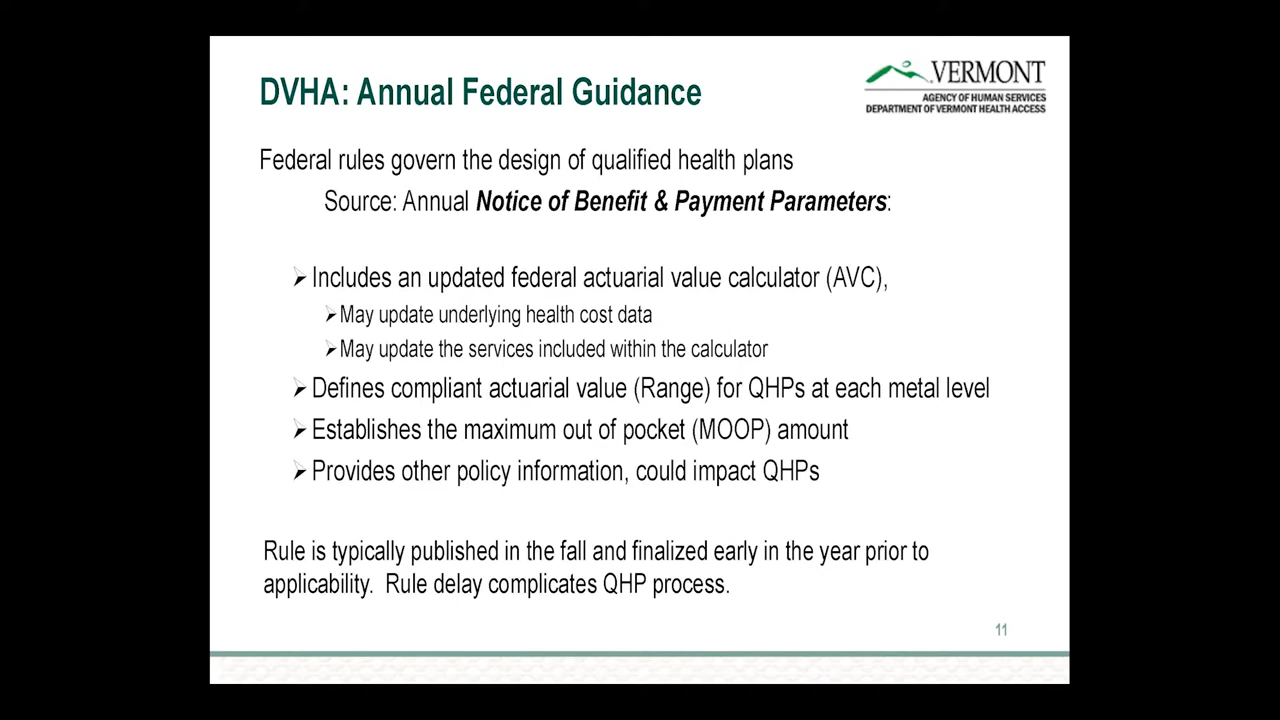 DVHA: Annual Federal Guidance
VERMONT
AGENCY OF HUMAN SERVICES
DEPARTMENT OF VERMONT HEALTH ACCESS
Federal rules govern the design of qualified health plans
Source: Annual Notice of Benefit & Payment Parameters:
Includes an updated federal actuarial value calculator (AVC),
May update underlying health cost data
May update the services included within the calculator
Defines compliant actuarial value (Range) for QHPs at each metal level
Establishes the maximum out of pocket (MOOP) amount
Provides other policy information, could impact QHPs
Rule is typically published in the fall and finalized early in the year prior to
applicability. Rule delay complicates QHP process.
11